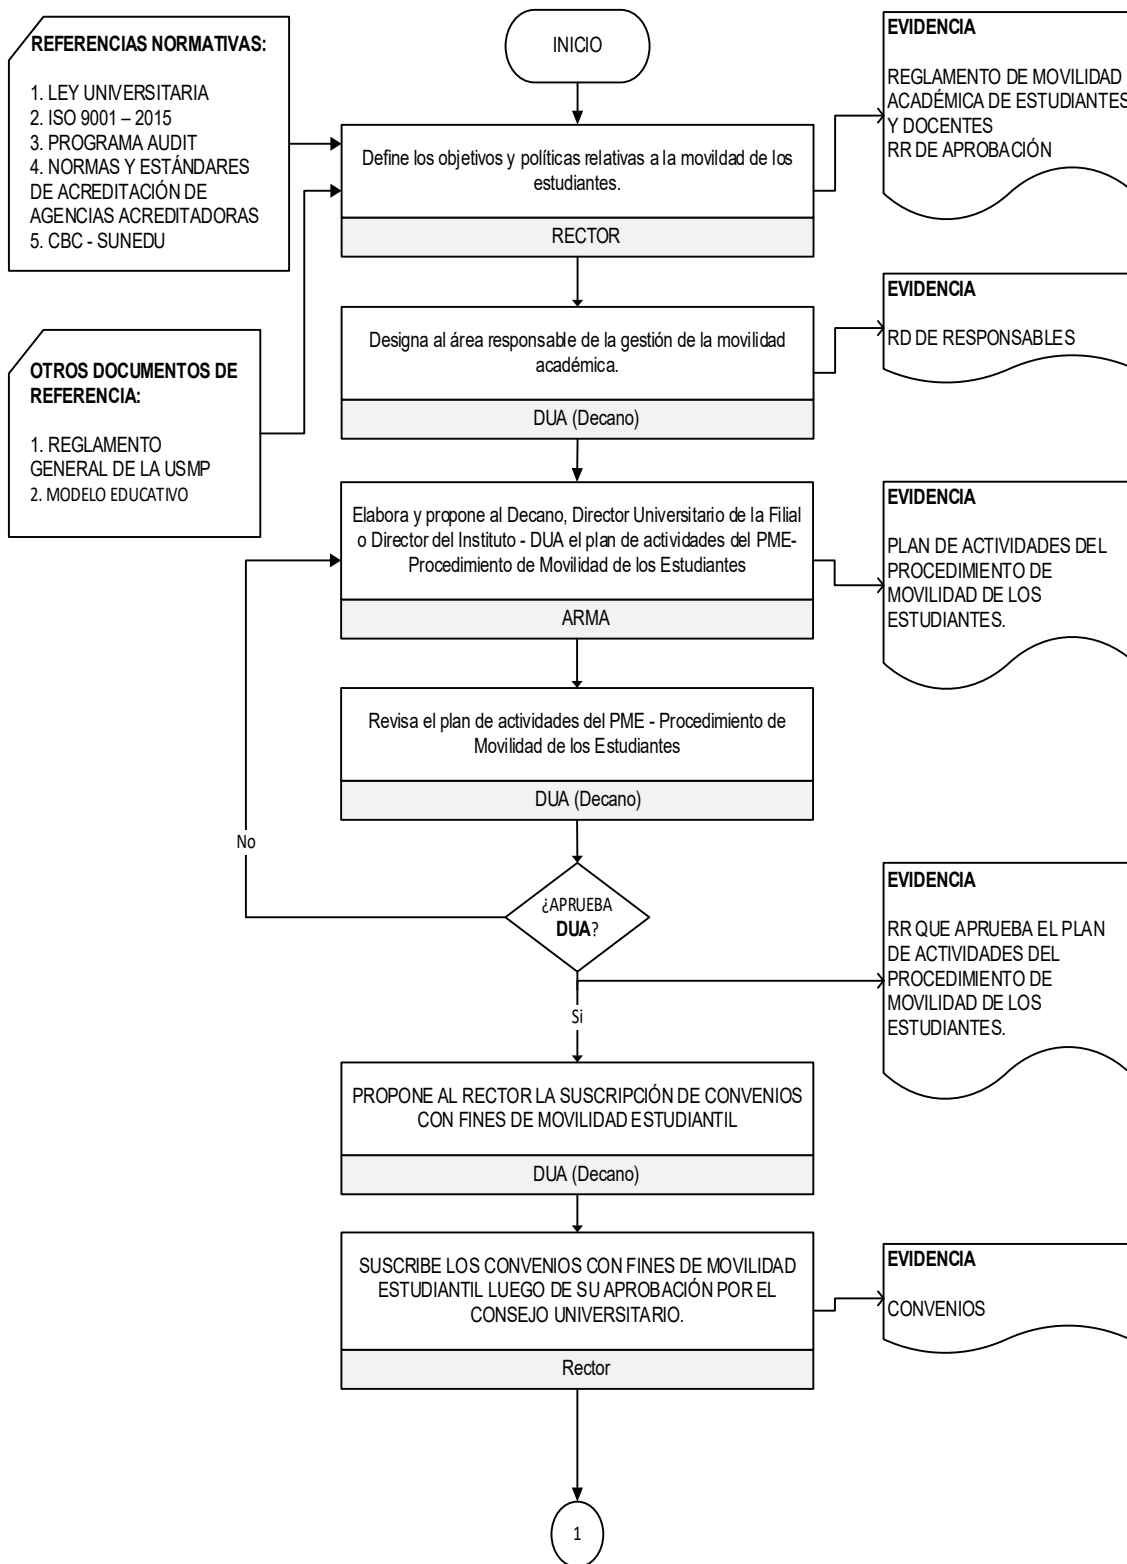 REFERENCIAS NORMATIVAS:
1. LEY UNIVERSITARIA
2. ISO 9001 – 2015
3. PROGRAMA AUDIT
4. NORMAS Y ESTÁNDARES
DE ACREDITACIÓN DE
AGENCIAS ACREDITADORAS
5. CBC - SUNEDU
OTROS DOCUMENTOS DE
REFERENCIA:
1. REGLAMENTO
GENERAL DE LA USMP
2. MODELO EDUCATIVO
INICIO
Define los objetivos y políticas relativas a la movildad de los
estudiantes.
RECTOR
EVIDENCIA
REGLAMENTO DE MOVILIDAD
ACADÉMICA DE ESTUDIANTES
Y DOCENTES
RR DE APROBACIÓN
Designa al área responsable de la gestión de la movilidad
académica.
DUA (Decano)
EVIDENCIA
RD DE RESPONSABLES
Elabora y propone al Decano, Director Universitario de la Filial
o Director del Instituto - DUA el plan de actividades del PME-
Procedimiento de Movilidad de los Estudiantes
ARMA
EVIDENCIA
PLAN DE ACTIVIDADES DEL
PROCEDIMIENTO DE
MOVILIDAD DE LOS
ESTUDIANTES.
Revisa el plan de actividades del PME - Procedimiento de
Movilidad de los Estudiantes
DUA (Decano)
No
¿APRUEBA
DUA?
Si
EVIDENCIA
RR QUE APRUEBA EL PLAN
DE ACTIVIDADES DEL
PROCEDIMIENTO DE
MOVILIDAD DE LOS
ESTUDIANTES.
PROPONE AL RECTOR LA SUSCRIPCIÓN DE CONVENIOS
CON FINES DE MOVILIDAD ESTUDIANTIL
DUA (Decano)
SUSCRIBE LOS CONVENIOS CON FINES DE MOVILIDAD
ESTUDIANTIL LUEGO DE SU APROBACIÓN POR EL
CONSEJO UNIVERSITARIO.
Rector
EVIDENCIA
CONVENIOS
1